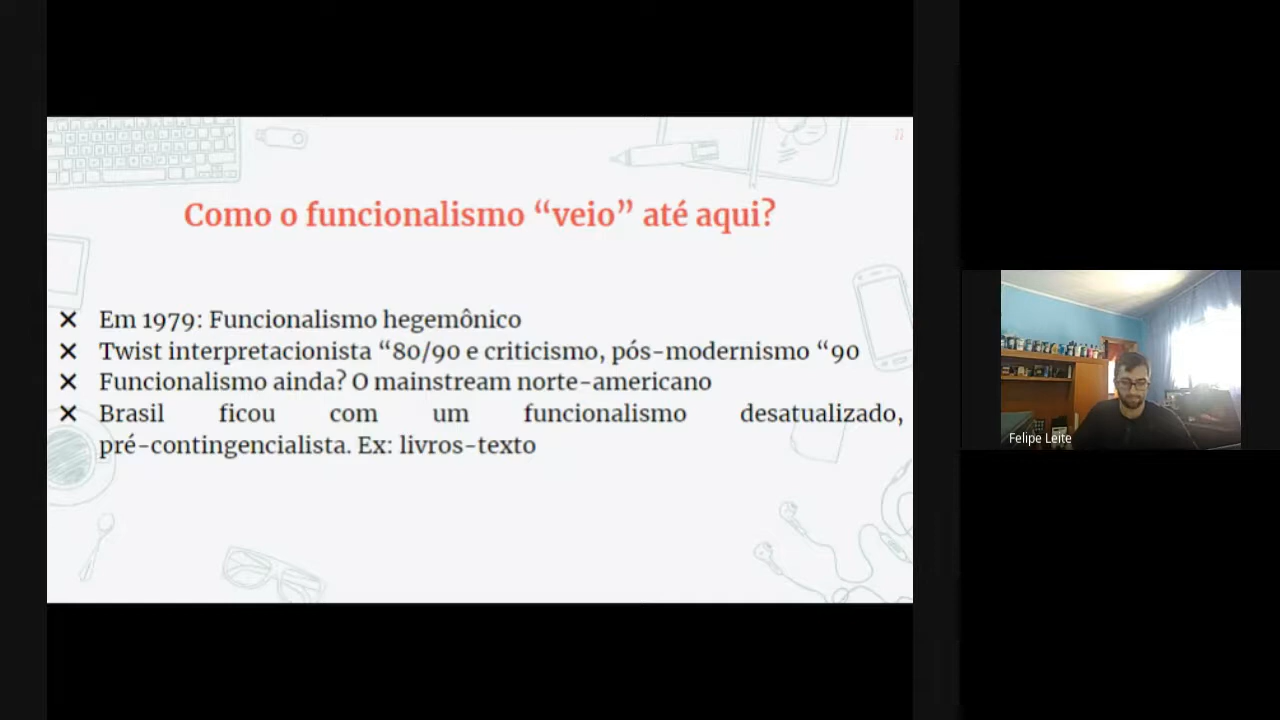 Como o funcionalismo “veio” até aqui?
Em 1979: Funcionalismo hegemônico
Twist interpretacionista “80/90 e criticismo, pós-modernismo “90
Funcionalismo ainda? O mainstream norte-americano
Brasil ficou com um funcionalismo desatualizado,
pré-contingencialista. Ex: livros-texto
Felipe Leite